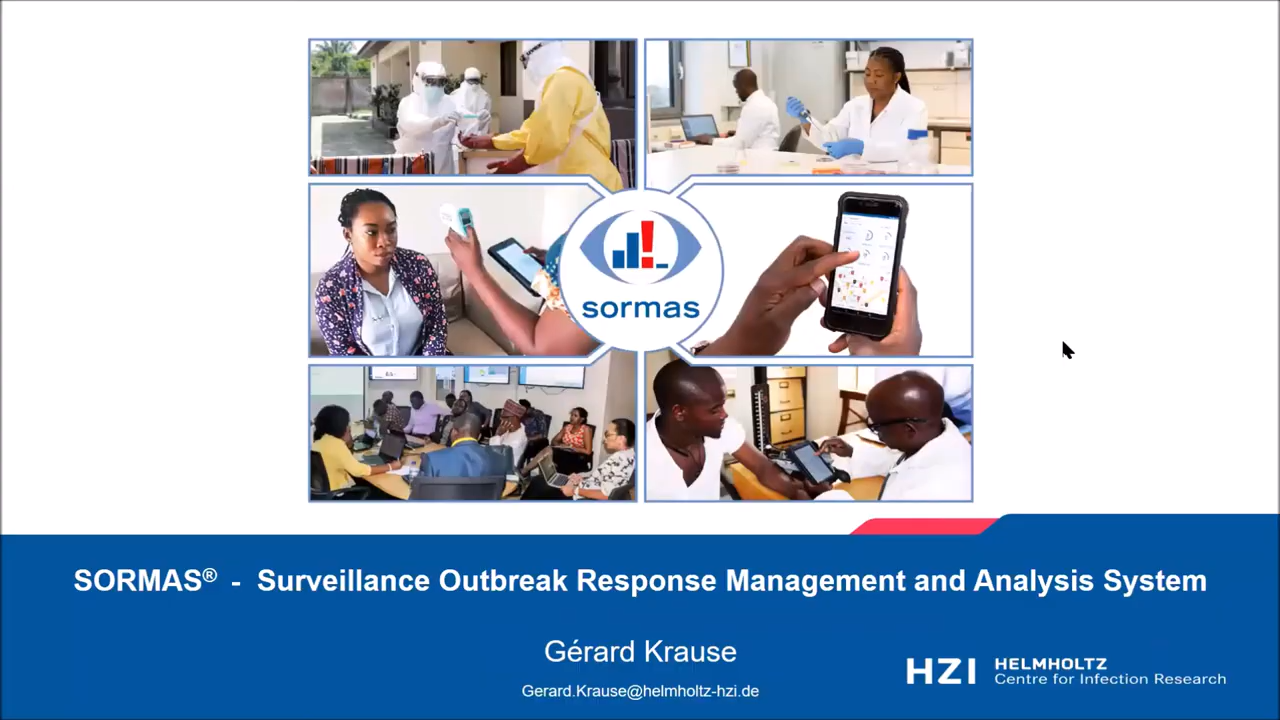 sormas
SORMAS® - Surveillance Outbreak Response Management and Analysis System
Gérard Krause
Gerard.Krause@helmholtz-hzi.de
HZI HELMHOLTZ
Centre for Infection Research